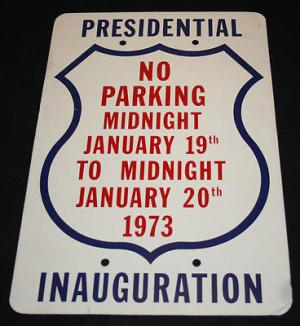 PRESIDENTIAL
NO
PARKING
MIDNIGHT
JANUARY 19th
TO MIDNIGHT
JANUARY 20th
1973
INAUGURATION